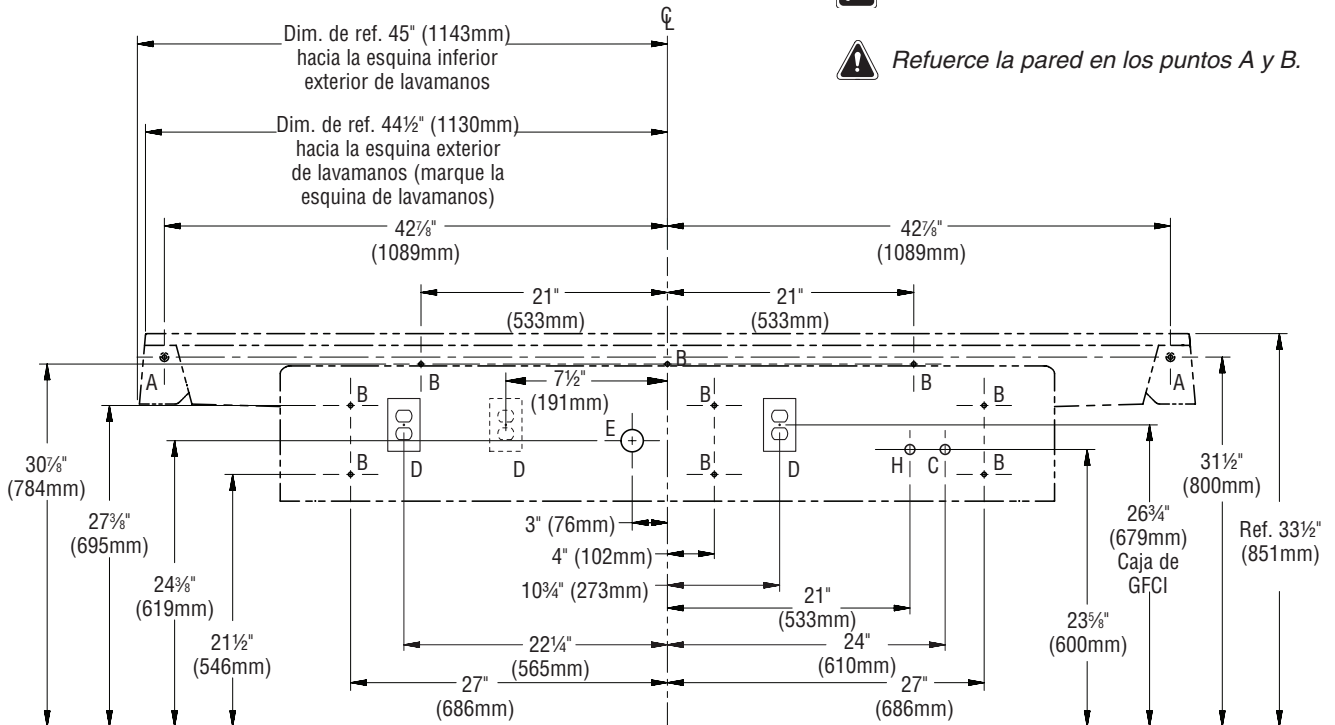 ℄
Dim. de ref. 45" (1143mm)
hacia la esquina inferior
exterior de lavamanos
Refuerce la pared en los puntos A y B.
Dim. de ref. 44½" (1130mm)
hacia la esquina exterior
de lavamanos (marque la
esquina de lavamanos)
42⅞"
(1089mm)
42⅞"
(1089mm)
21"
(533mm)
21"
(533mm)
A
B
B
B
A
7½"
(191mm)
B
B
B
E
D
D
D
B
B
H
C
B
30⅞"
(784mm)
27⅜"
(695mm)
24⅜"
(619mm)
21½"
(546mm)
3" (76mm)
4" (102mm)
10¾" (273mm)
21"
(533mm)
22¼"
(565mm)
24"
(610mm)
27"
(686mm)
27"
(686mm)
23⅝"
(600mm)
26¾"
(679mm)
Caja de
GFCI
31½"
(800mm)
Ref. 33½"
(851mm)